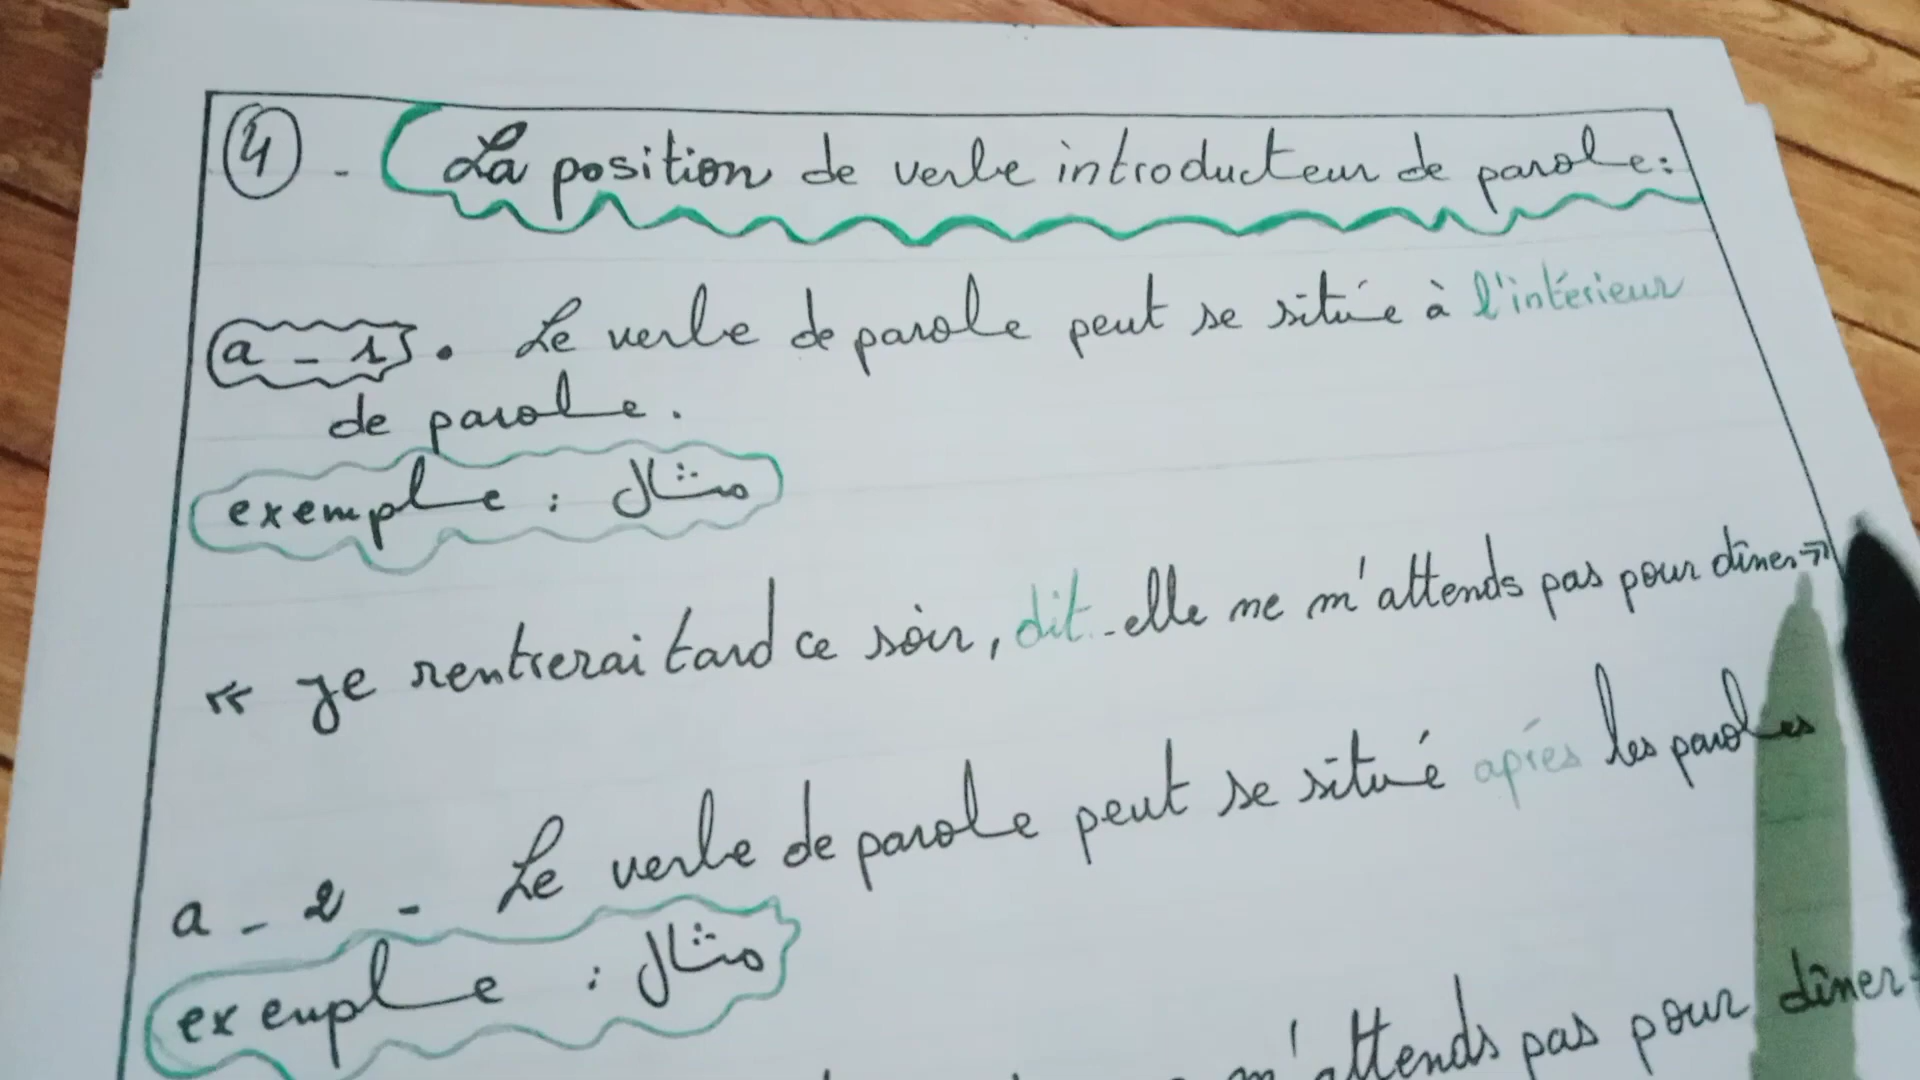 4 - La position de verbe introducteur de parole:
a - 1 . Le verbe de parole peut se situé à l'intérieur
de parole.
exemple : مثال
« je rentrerai tard ce soir, dit-elle ne m'attends pas pour dîner »
a - 2 - Le verbe de parole peut se situé aprés les paroles
exemple : مثال
m'attends pas pour dîner